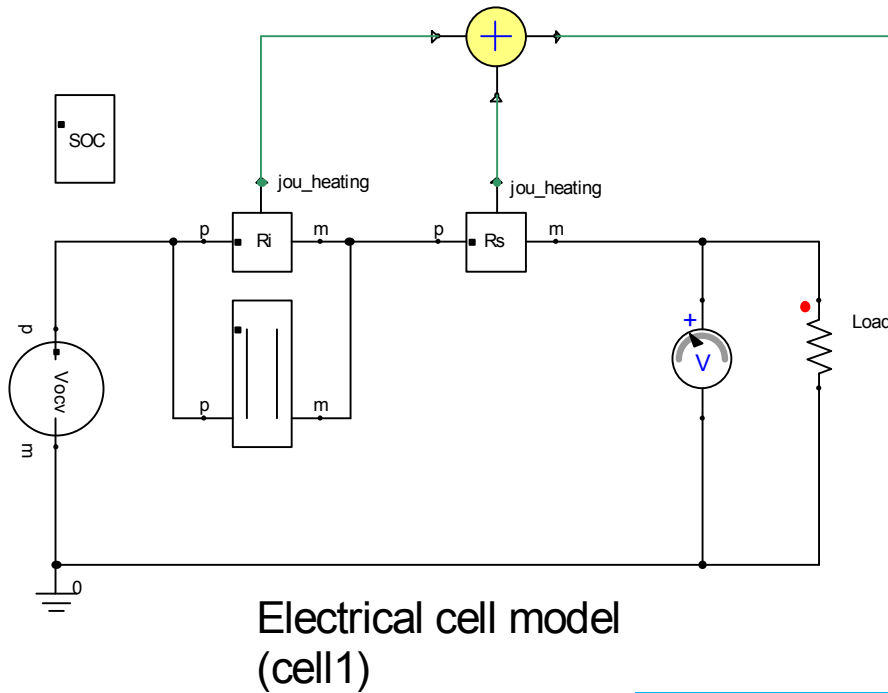 +
SOC
jou_heating
jou_heating
p
Ri
m
p
Rs
m
p
Vocv
m
p
m
+
V
Load
0
Electrical cell model
(cell1)